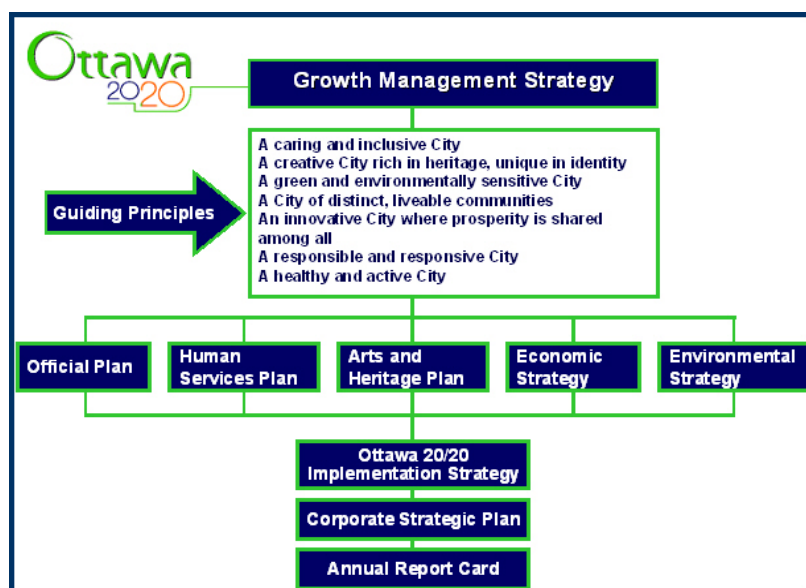 Ottawa
2020
Growth Management Strategy
A caring and inclusive City
A creative City rich in heritage, unique in identity
A green and environmentally sensitive City
A City of distinct, liveable communities
An innovative City where prosperity is shared
among all
A responsible and responsive City
A healthy and active City
Guiding Principles
Official Plan
Human
Services Plan
Arts and
Heritage Plan
Economic
Strategy
Environmental
Strategy
Ottawa 20/20
Implementation Strategy
Corporate Strategic Plan
Annual Report Card